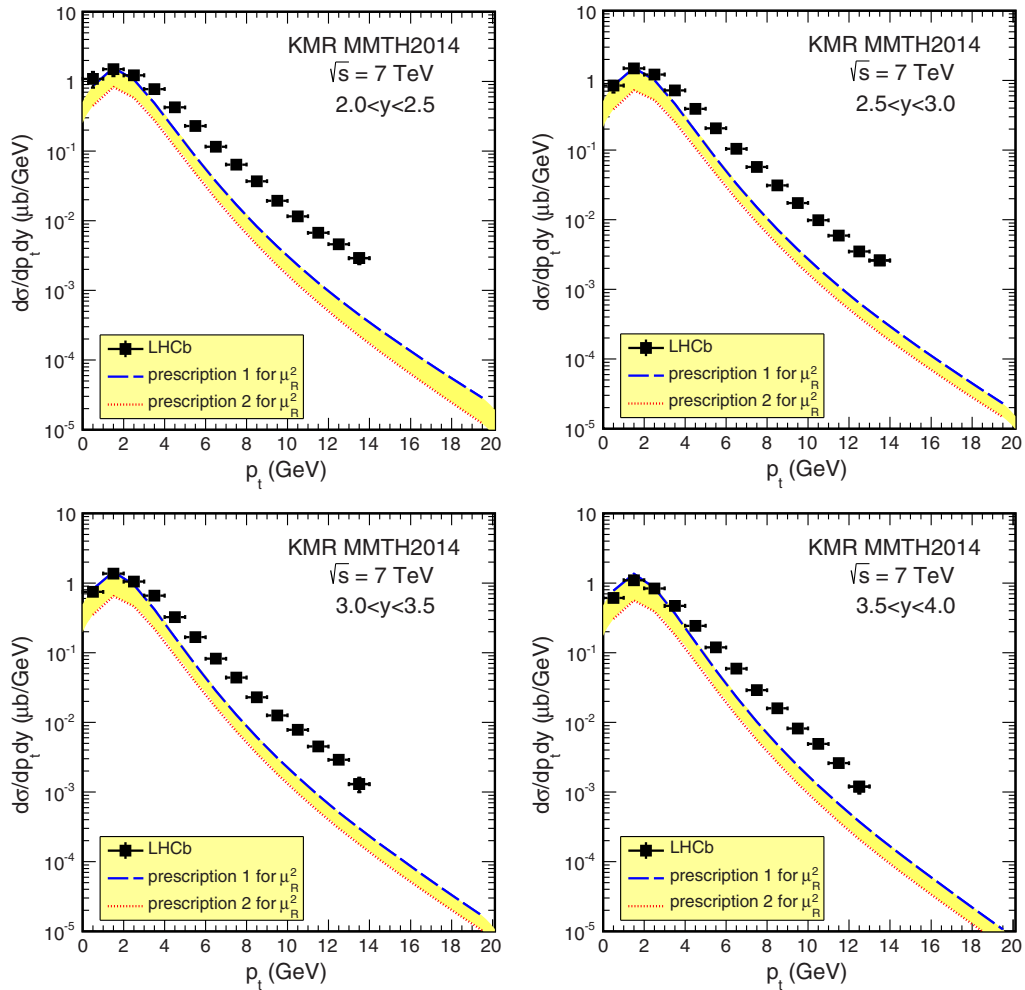 KMR MMTH2014
√s = 7 TeV
2.0<y<2.5
LHCb
prescription 1 for μ_R^2
prescription 2 for μ_R^2
dσ/dp_t dy (μb/GeV)
10
1
10^-1
10^-2
10^-3
10^-4
10^-5
0 2 4 6 8 10 12 14 16 18 20
p_t (GeV)
KMR MMTH2014
√s = 7 TeV
2.5<y<3.0
LHCb
prescription 1 for μ_R^2
prescription 2 for μ_R^2
dσ/dp_t dy (μb/GeV)
10
1
10^-1
10^-2
10^-3
10^-4
10^-5
0 2 4 6 8 10 12 14 16 18 20
p_t (GeV)
KMR MMTH2014
√s = 7 TeV
3.0<y<3.5
LHCb
prescription 1 for μ_R^2
prescription 2 for μ_R^2
dσ/dp_t dy (μb/GeV)
10
1
10^-1
10^-2
10^-3
10^-4
10^-5
0 2 4 6 8 10 12 14 16 18 20
p_t (GeV)
KMR MMTH2014
√s = 7 TeV
3.5<y<4.0
LHCb
prescription 1 for μ_R^2
prescription 2 for μ_R^2
dσ/dp_t dy (μb/GeV)
10
1
10^-1
10^-2
10^-3
10^-4
10^-5
0 2 4 6 8 10 12 14 16 18 20
p_t (GeV)